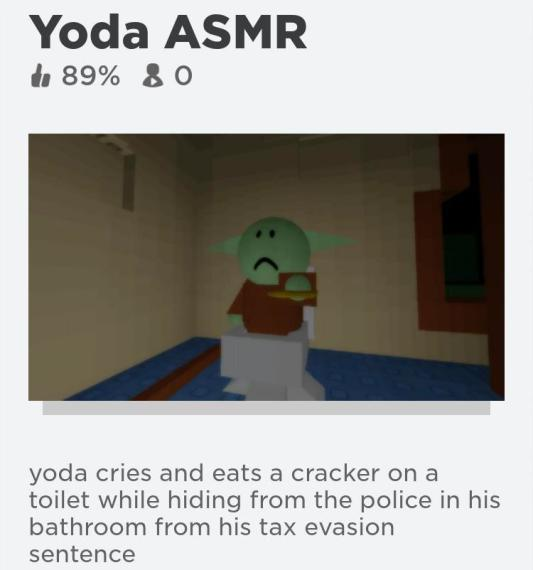 Yoda ASMR
89% 0
yoda cries and eats a cracker on a
toilet while hiding from the police in his
bathroom from his tax evasion
sentence